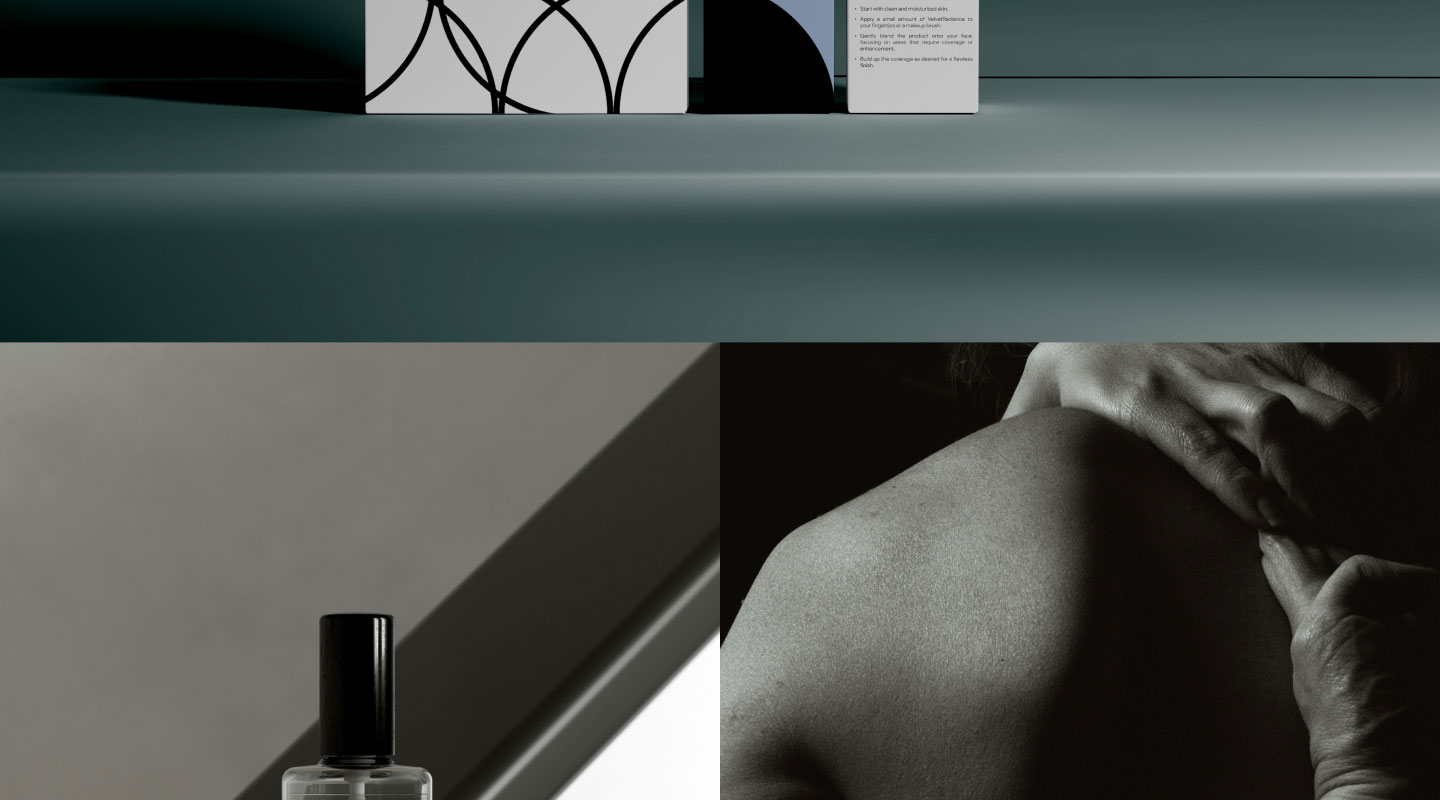 • Start with clean and moisturized skin.
• Apply a small amount of VelvetRadiance to
your fingertips or a makeup brush.
• Gently blend the product onto your face,
focusing on areas that require coverage or
enhancement.
• Build up the coverage as desired for a flawless
finish.